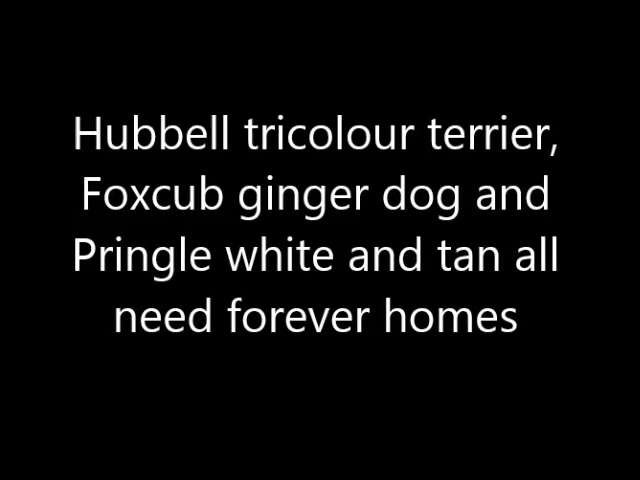 Hubbell tricolour terrier,
Foxcub ginger dog and
Pringle white and tan all
need forever homes